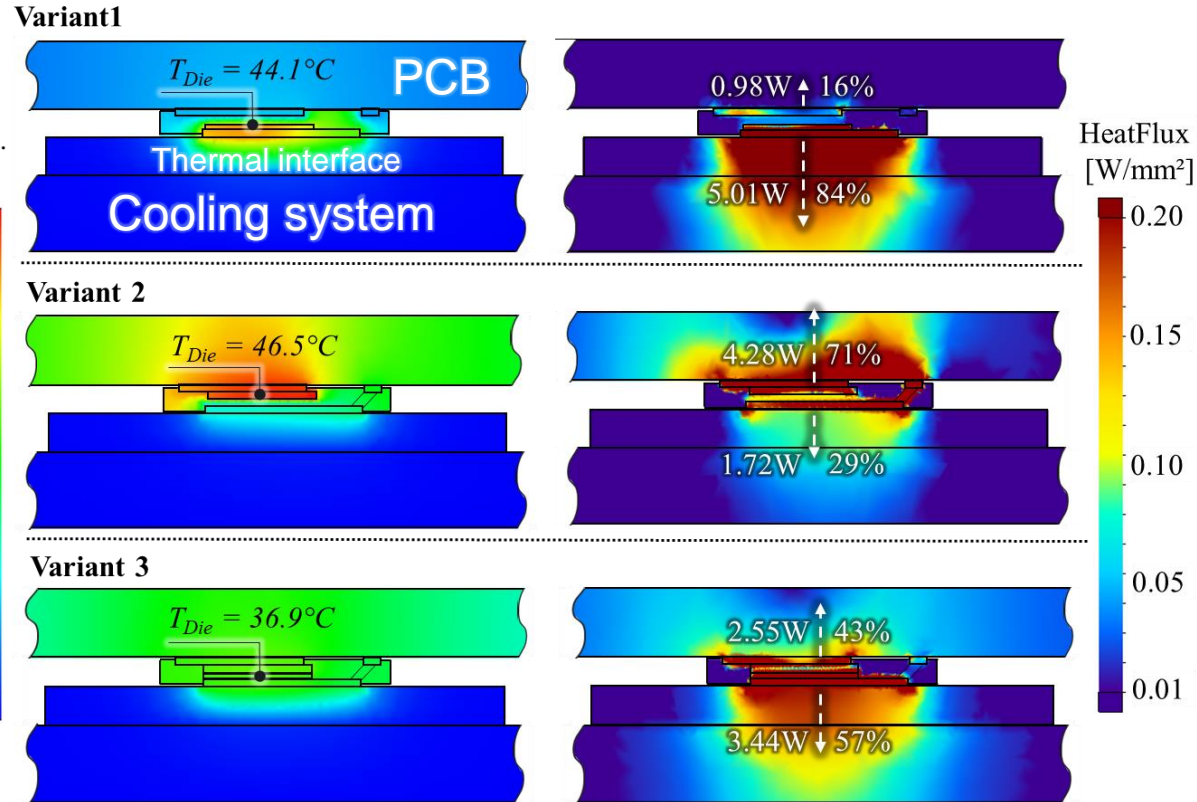 Variant1
T_Die = 44.1°C
PCB
Thermal interface
Cooling system
0.98W 16%
5.01W 84%
HeatFlux
[W/mm²]
0.20
0.15
0.10
0.05
0.01
Variant 2
T_Die = 46.5°C
4.28W 71%
1.72W 29%
Variant 3
T_Die = 36.9°C
2.55W 43%
3.44W 57%